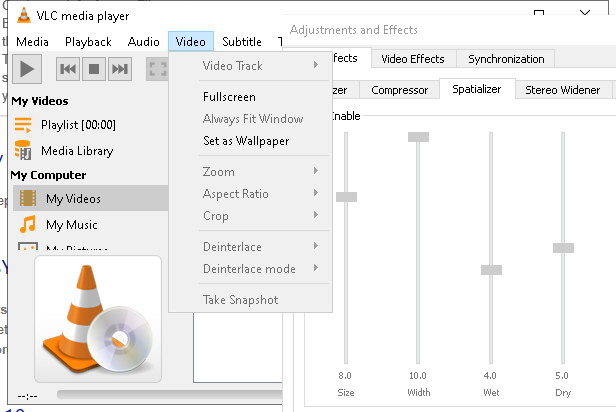 VLC media player
Media Playback Audio Video Subtitle T
Video Track
Fullscreen
Always Fit Window
Set as Wallpaper
Zoom
Aspect Ratio
Crop
Deinterlace
Deinterlace mode
Take Snapshot
My Videos
Playlist [00:00]
Media Library
My Computer
My Videos
My Music
My Pictures
--:--
Adjustments and Effects
ffects Video Effects Synchronization
zer Compressor Spatializer Stereo Widener
Enable
8.0 10.0 4.0 5.0
Size Width Wet Dry